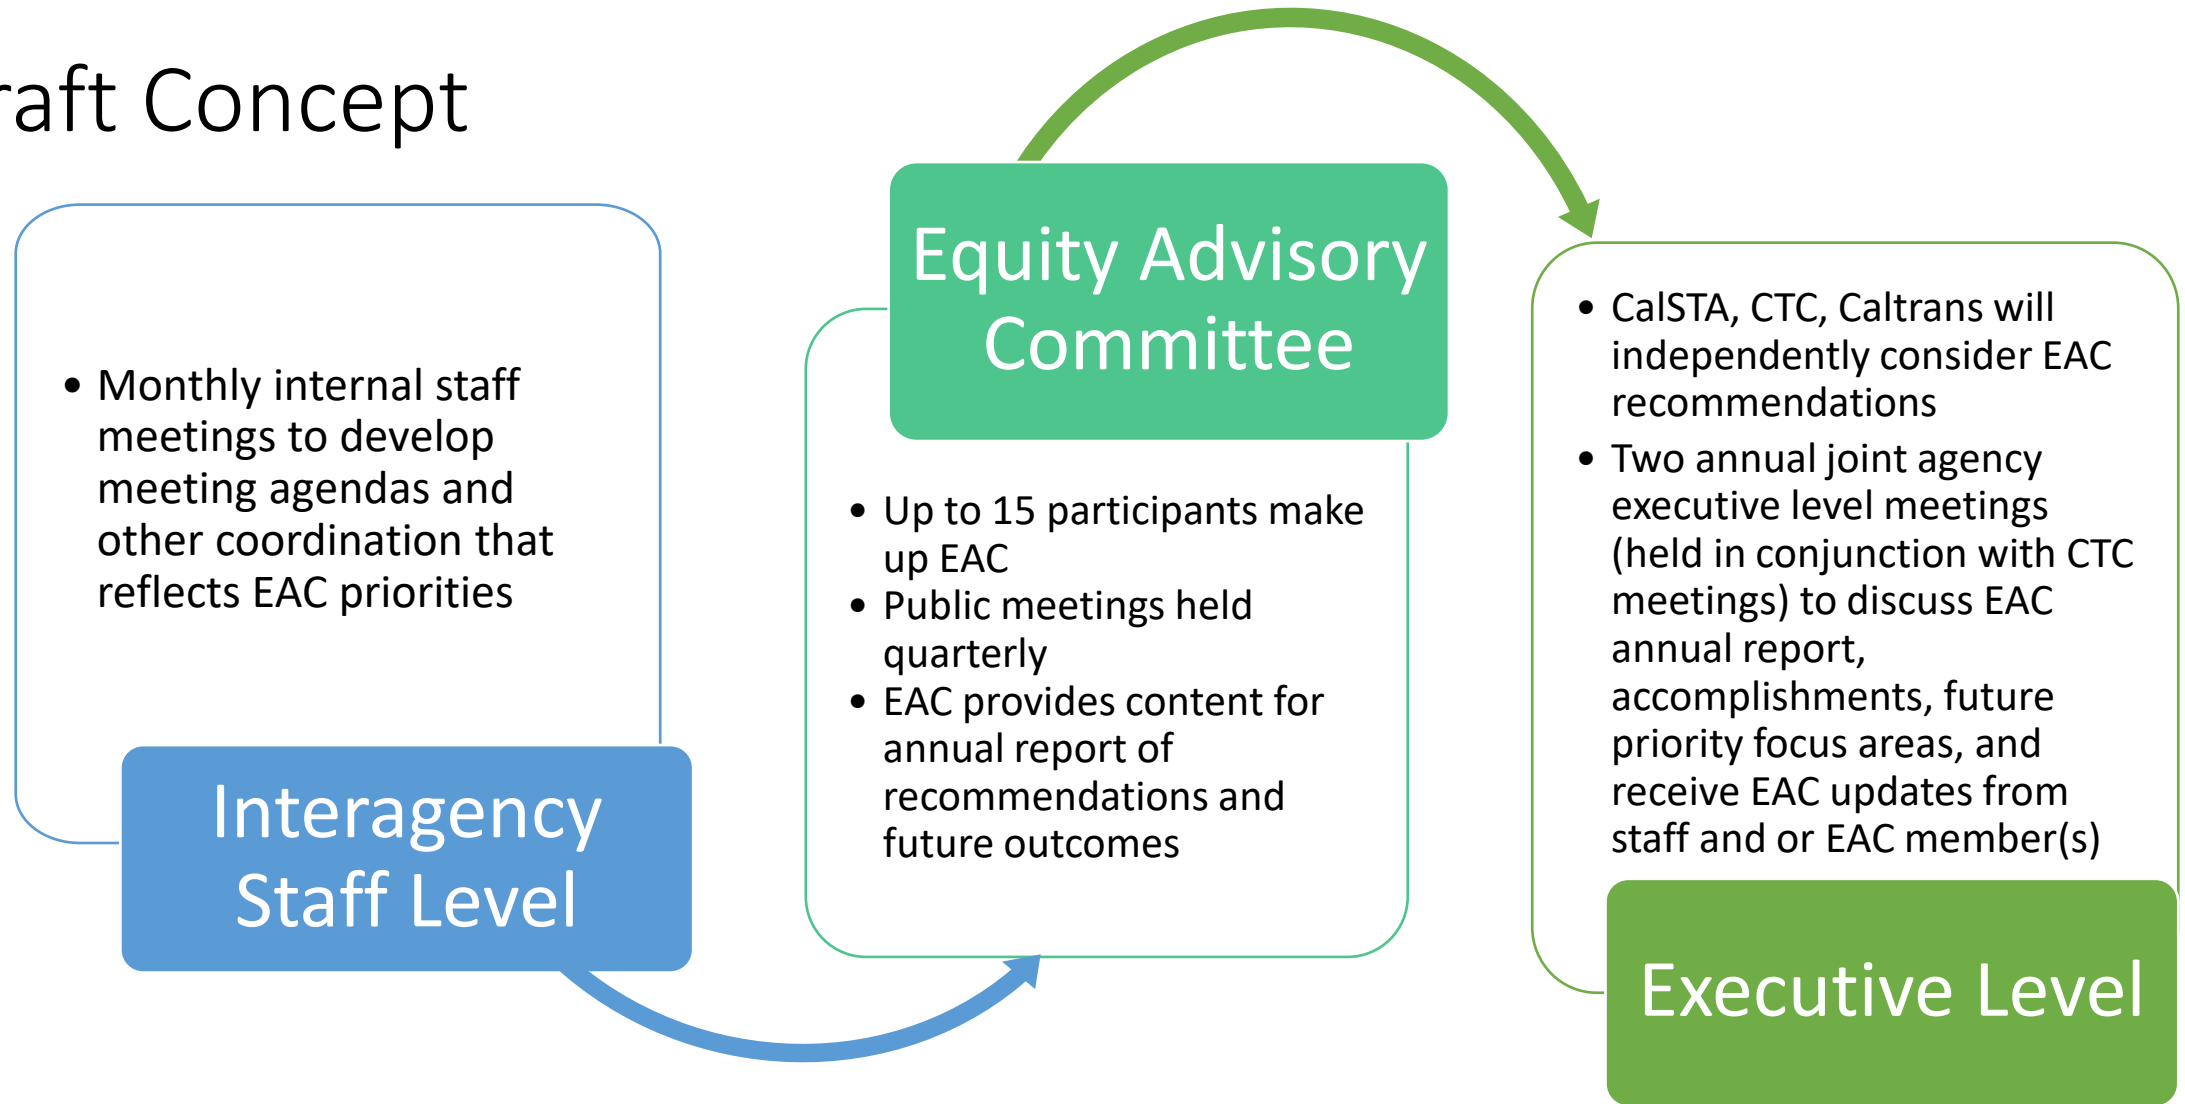 raft Concept
• Monthly internal staff
meetings to develop
meeting agendas and
other coordination that
reflects EAC priorities
Interagency
Staff Level
Equity Advisory
Committee
• Up to 15 participants make
up EAC
• Public meetings held
quarterly
• EAC provides content for
annual report of
recommendations and
future outcomes
• CalSTA, CTC, Caltrans will
independently consider EAC
recommendations
• Two annual joint agency
executive level meetings
(held in conjunction with CTC
meetings) to discuss EAC
annual report,
accomplishments, future
priority focus areas, and
receive EAC updates from
staff and or EAC member(s)
Executive Level